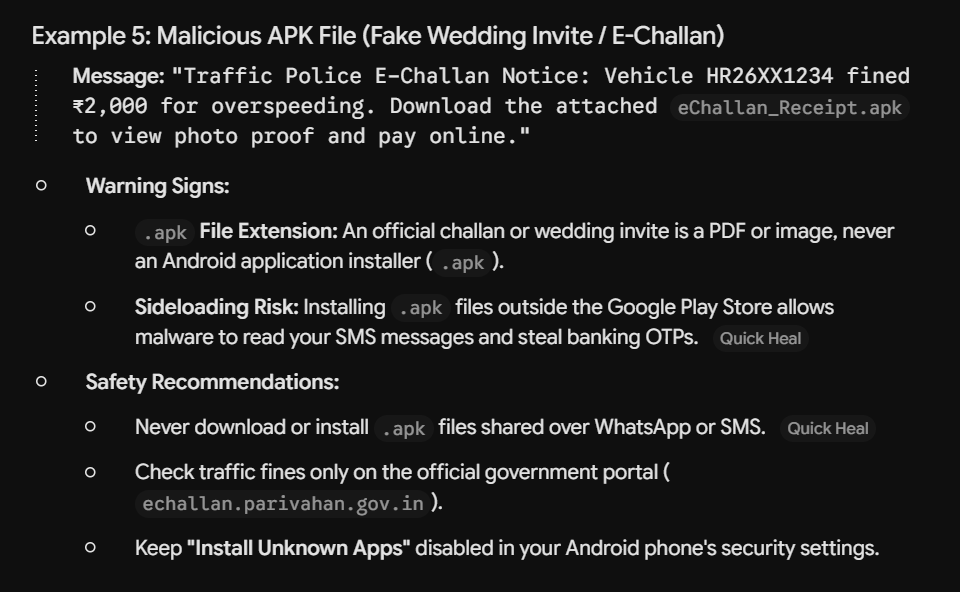 Example 5: Malicious APK File (Fake Wedding Invite / E-Challan)
Message: "Traffic Police E-Challan Notice: Vehicle HR26XX1234 fined
₹2,000 for overspeeding. Download the attached eChallan_Receipt.apk
to view photo proof and pay online."
Warning Signs:
.apk File Extension: An official challan or wedding invite is a PDF or image, never
an Android application installer ( .apk ).
Sideloading Risk: Installing .apk files outside the Google Play Store allows
malware to read your SMS messages and steal banking OTPs. Quick Heal
Safety Recommendations:
Never download or install .apk files shared over WhatsApp or SMS. Quick Heal
Check traffic fines only on the official government portal (
echallan.parivahan.gov.in ).
Keep "Install Unknown Apps" disabled in your Android phone's security settings.